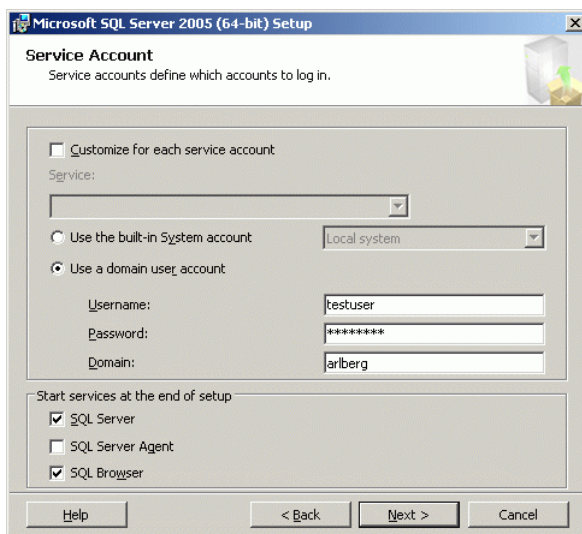 Microsoft SQL Server 2005 (64-bit) Setup
Service Account
Service accounts define which accounts to log in.
Customize for each service account
Service:
Use the built-in System account
Local system
Use a domain user account
Username:
testuser
Password:
********
Domain:
arlberg
Start services at the end of setup
SQL Server
SQL Server Agent
SQL Browser
Help
< Back
Next >
Cancel